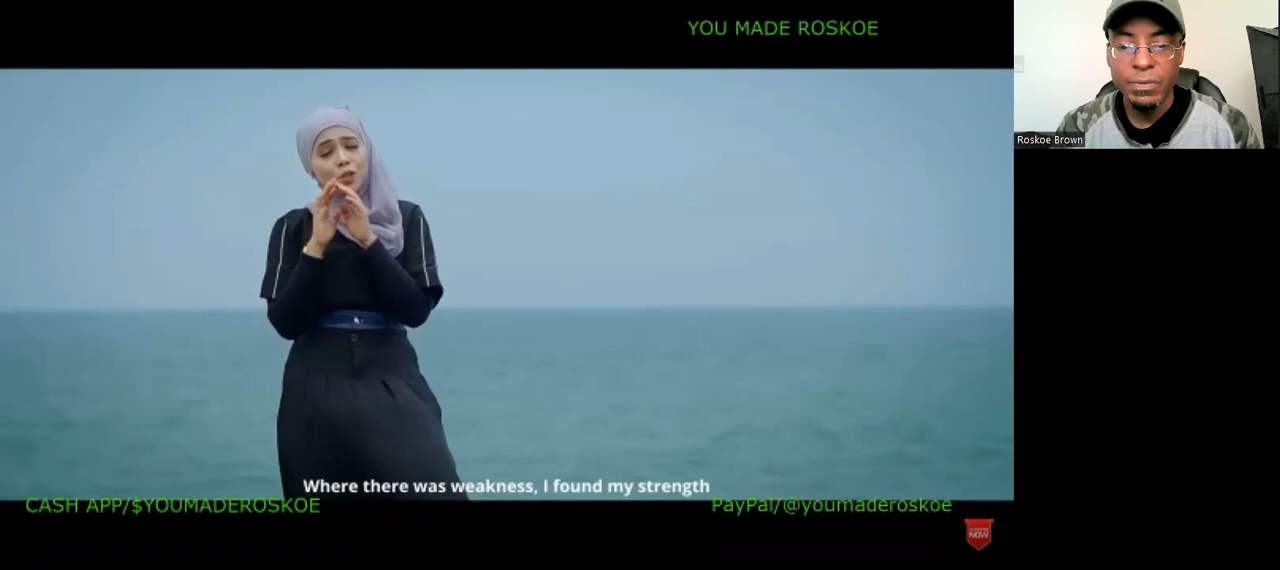 YOU MADE ROSKOE
Roskoe Brown
Where there was weakness, I found my strength
CASH APP/$YOUMADEROSKOE
PayPal/@youmaderoskoe
NOW